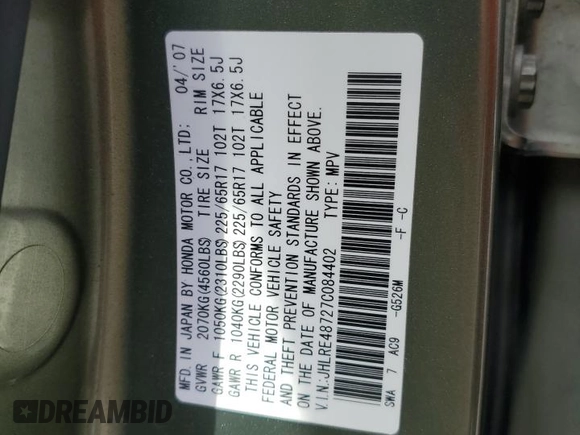 MFD.IN JAPAN BY HONDA MOTOR CO.,LTD: 04/'07
GVWR 2070KG(4560LBS) TIRE SIZE RIM SIZE
GAWR F 1050KG(2310LBS) 225/65R17 102T 17X6.5J
GAWR R 1040KG(2290LBS) 225/65R17 102T 17X6.5J
THIS VEHICLE CONFORMS TO ALL APPLICABLE
FEDERAL MOTOR VEHICLE SAFETY
AND THEFT PREVENTION STANDARDS IN EFFECT
ON THE DATE OF MANUFACTURE SHOWN ABOVE.
V.I.N:JHLRE48727C084402 TYPE: MPV
SWA 7 AC9 -G526M -F -C
DREAMBID